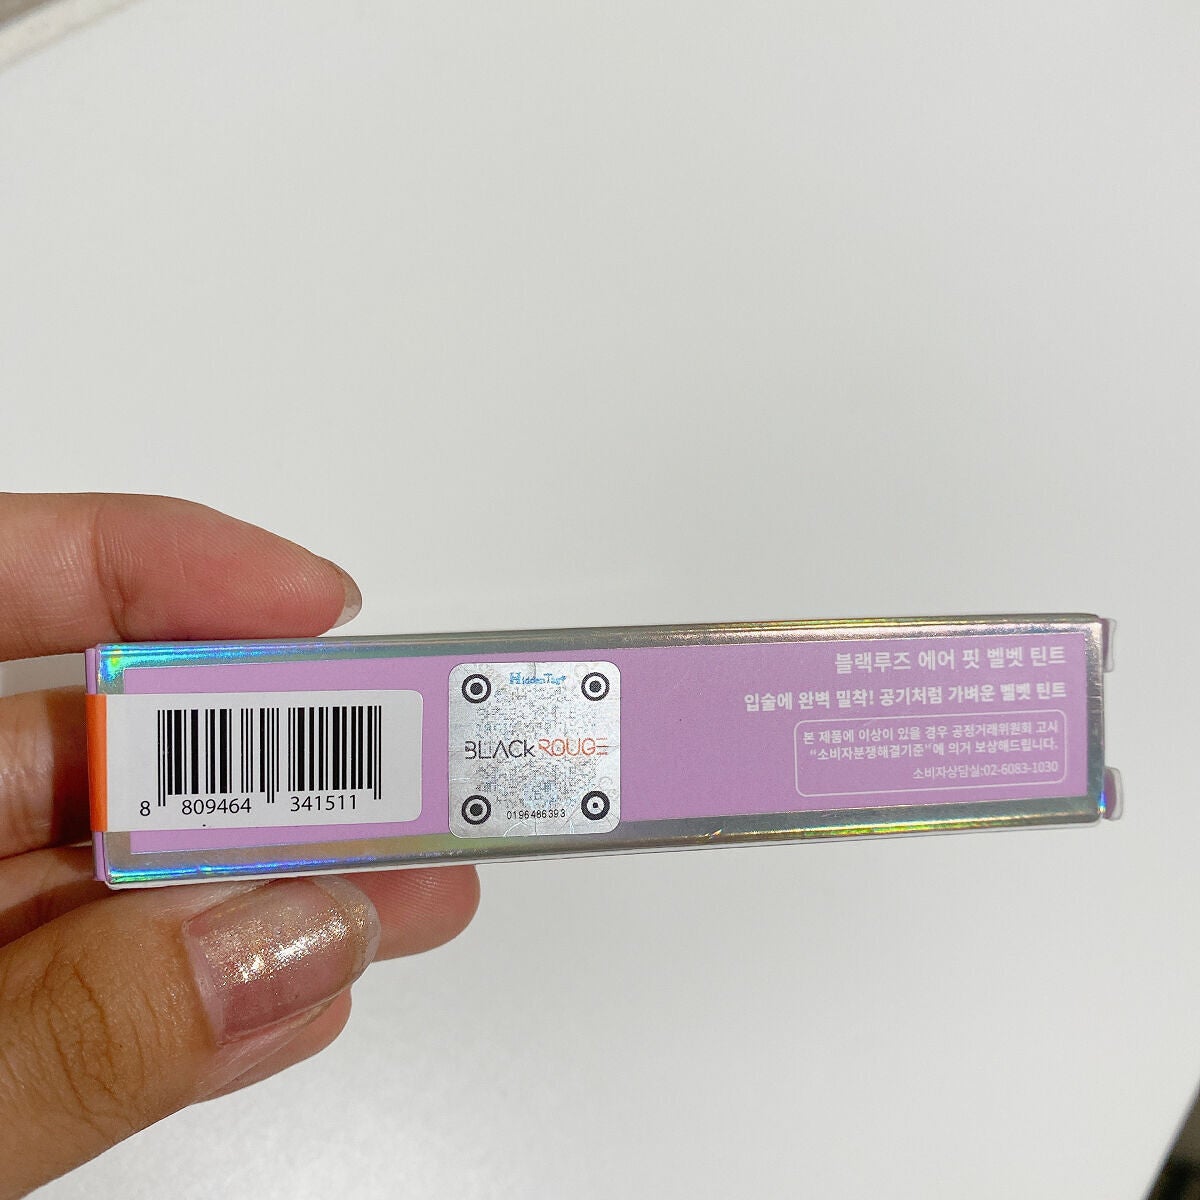 8 809464 341511
HiddenTag®
BLACK ROUGE
0196486393
블랙루즈 에어 핏 벨벳 틴트
입술에 완벽 밀착! 공기처럼 가벼운 벨벳 틴트
본 제품에 이상이 있을 경우 공정거래위원회 고시
"소비자분쟁해결기준"에 의거 보상해드립니다.
소비자상담실:02-6083-1030